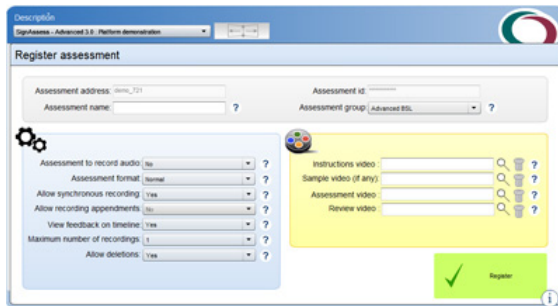 Descriptión
SignAssess - Advanced 3.0 : Platform demonstration
Register assessment
Assessment address: demo_721
Assessment id:
Assessment name: ?
Assessment group: Advanced BSL ?
Assessment to record audio: No ?
Assessment format: Normal ?
Allow synchronous recording: Yes ?
Allow recording appendments: No ?
View feedback on timeline: Yes ?
Maximum number of recordings: 1 ?
Allow deletions: Yes ?
Instructions video : ?
Sample video (if any): ?
Assessment video : ?
Review video : ?
Register
i